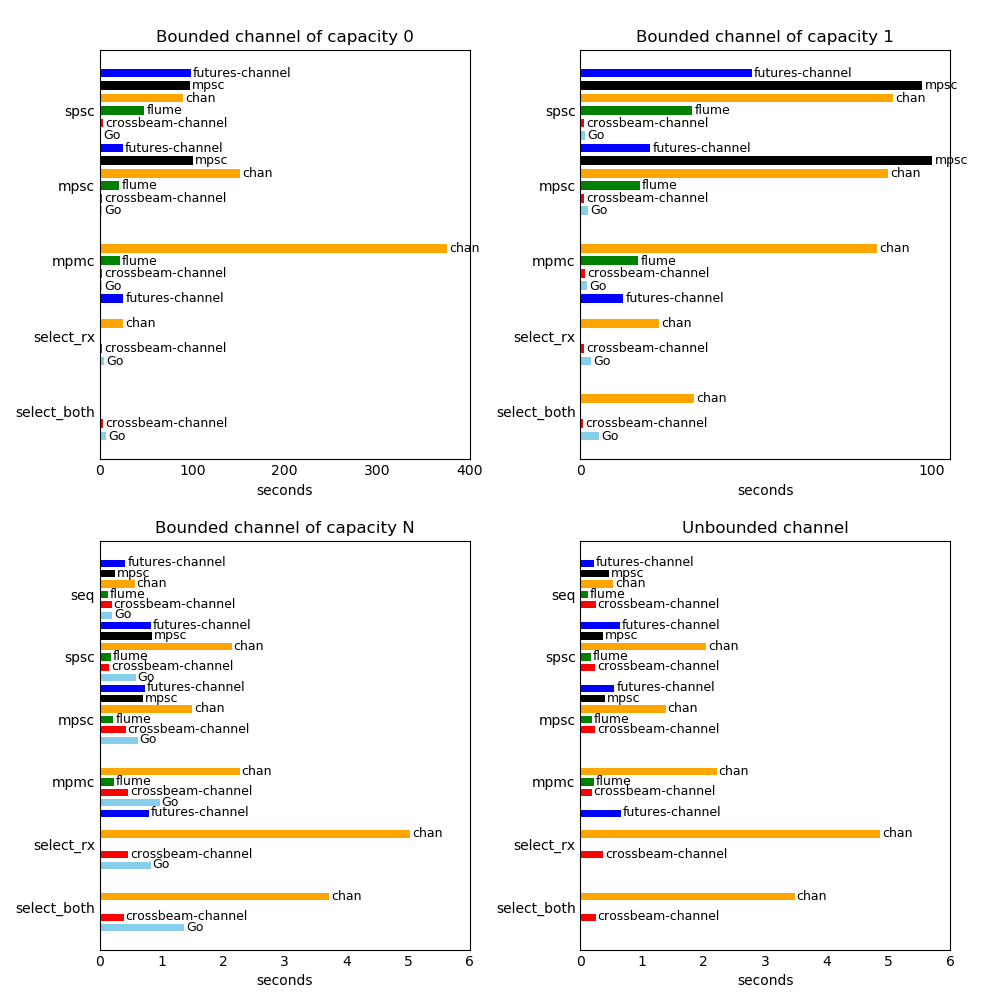 Bounded channel of capacity 0
futures-channel
mpsc
chan
spsc
flume
crossbeam-channel
Go
futures-channel
mpsc
chan
mpsc
flume
crossbeam-channel
Go
chan
mpmc
flume
crossbeam-channel
Go
futures-channel
chan
select_rx
crossbeam-channel
Go
select_both
crossbeam-channel
Go
0 100 200 300 400
seconds
Bounded channel of capacity 1
futures-channel
mpsc
chan
spsc
flume
crossbeam-channel
Go
futures-channel
mpsc
chan
mpsc
flume
crossbeam-channel
Go
chan
mpmc
flume
crossbeam-channel
Go
futures-channel
chan
select_rx
crossbeam-channel
Go
chan
select_both
crossbeam-channel
Go
0 100
seconds
Bounded channel of capacity N
futures-channel
mpsc
chan
seq
flume
crossbeam-channel
Go
futures-channel
mpsc
chan
spsc
flume
crossbeam-channel
Go
futures-channel
mpsc
chan
mpsc
flume
crossbeam-channel
Go
chan
mpmc
flume
crossbeam-channel
Go
futures-channel
chan
select_rx
crossbeam-channel
Go
chan
select_both
crossbeam-channel
Go
0 1 2 3 4 5 6
seconds
Unbounded channel
futures-channel
mpsc
chan
seq
flume
crossbeam-channel
futures-channel
mpsc
chan
spsc
flume
crossbeam-channel
futures-channel
mpsc
chan
mpsc
flume
crossbeam-channel
chan
mpmc
flume
crossbeam-channel
futures-channel
chan
select_rx
crossbeam-channel
chan
select_both
crossbeam-channel
0 1 2 3 4 5 6
seconds